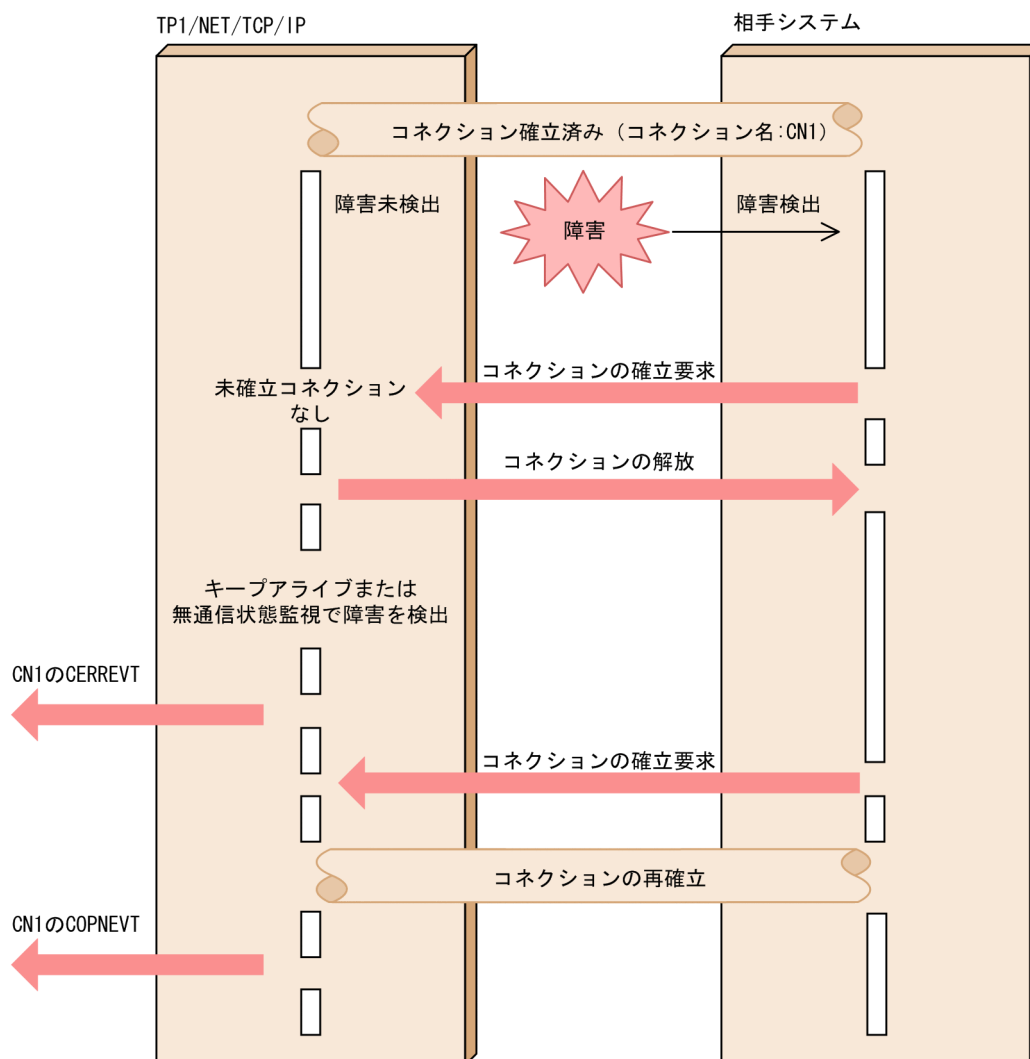 TP1/NET/TCP/IP
相手システム
コネクション確立済み（コネクション名:CN1）
障害未検出
障害
障害検出
コネクションの確立要求
未確立コネクション
なし
コネクションの解放
キープアライブまたは
無通信状態監視で障害を検出
CN1のCERREVT
コネクションの確立要求
コネクションの再確立
CN1のCOPNEVT